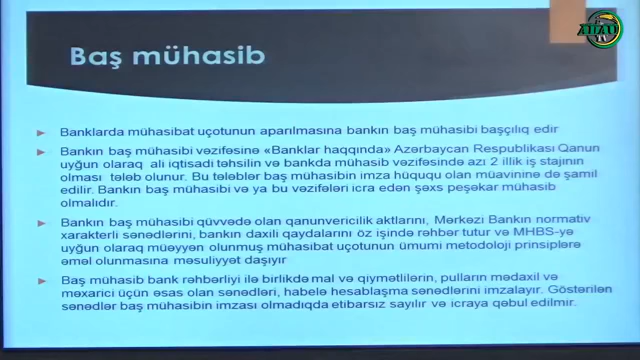 ADAU
TV
Baş mühasib
Banklarda mühasibat uçotunun aparılmasına bankın baş mühasibi başçılıq edir
Bankın baş mühasibi vəzifəsinə «Banklar haqqında» Azərbaycan Respublikası Qanun
uyğun olaraq ali iqtisadi təhsilin və bankda mühasib vəzifəsində azı 2 illik iş stajının
olması tələb olunur. Bu tələblər baş mühasibin imza hüququ olan müavininə də şamil
edilir. Bankın baş mühasibi və ya bu vəzifələri icra edən şəxs peşəkar mühasib
olmalıdır.
Bankın baş mühasibi qüvvədə olan qanunvericilik aktlarını, Mərkəzi Bankın normativ
xarakterli sənədlərini, bankın daxili qaydalarını öz işində rəhbər tutur və MHBS-yə
uyğun olaraq müəyyən olunmuş mühasibat uçotunun ümumi metodoloji prinsiplərə
əməl olunmasına məsuliyyət daşıyır
Baş mühasib bank rəhbərliyi ilə birlikdə mal və qiymətlilərin, pulların mədaxil və
məxarici üçün əsas olan sənədləri, habelə hesablaşma sənədlərini imzalayır. Göstərilən
sənədlər baş mühasibin imzası olmadıqda etibarsız sayılır və icraya qəbul edilmir.